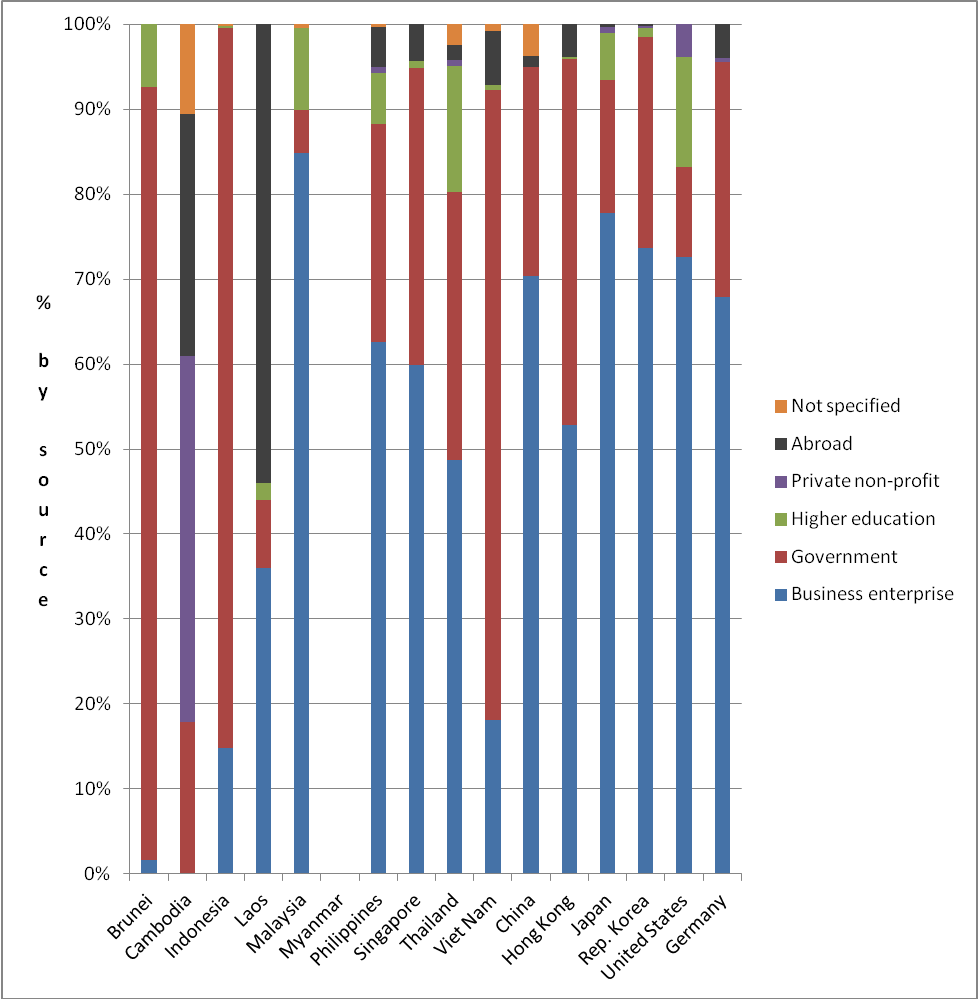 100%
90%
80%
70%
60%
50%
40%
30%
20%
10%
0%
% by source
Brunei
Cambodia
Indonesia
Laos
Malaysia
Myanmar
Philippines
Singapore
Thailand
Viet Nam
China
Hong Kong
Japan
Rep. Korea
United States
Germany
Not specified
Abroad
Private non-profit
Higher education
Government
Business enterprise